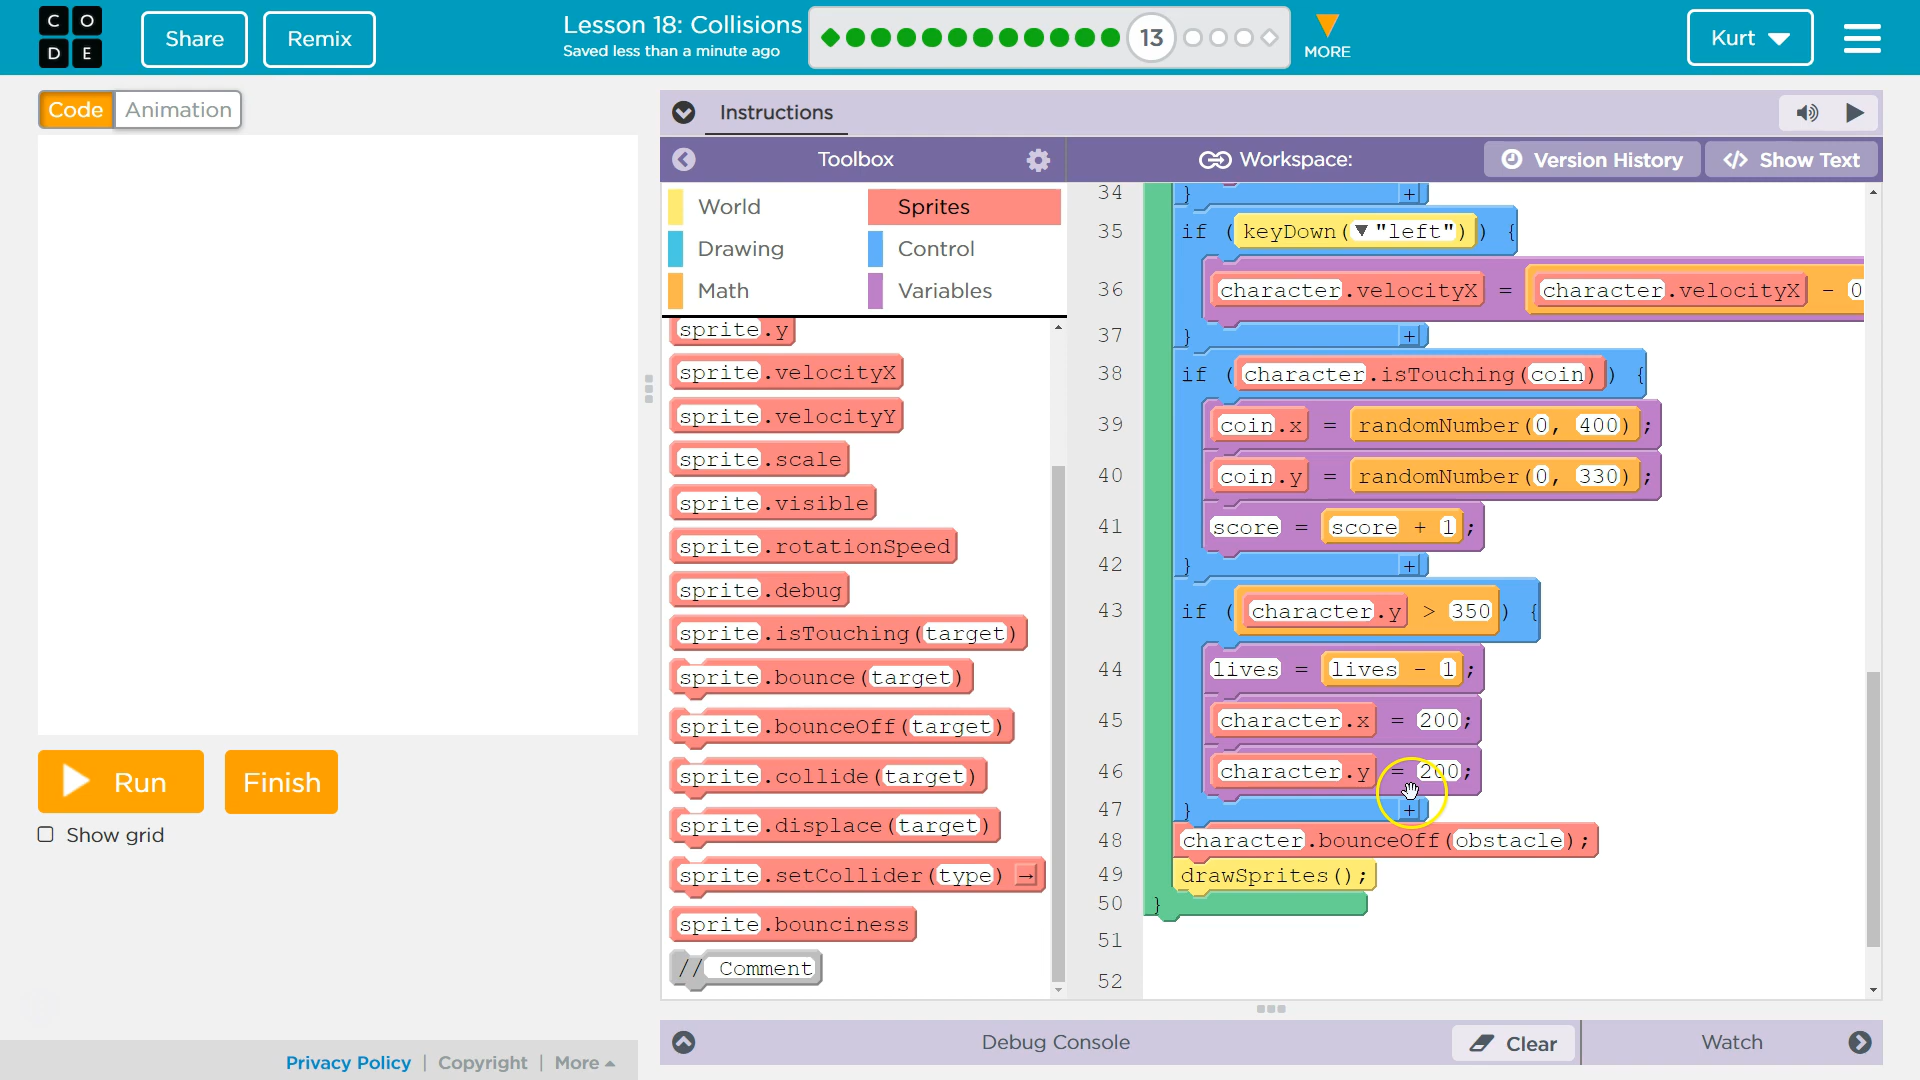 C O
D E
Share
Remix
Lesson 18: Collisions
Saved less than a minute ago
13
MORE
Kurt
Code
Animation
Instructions
Toolbox
Workspace:
Version History
</> Show Text
World
Sprites
Drawing
Control
Math
Variables
sprite.y
sprite.velocityX
sprite.velocityY
sprite.scale
sprite.visible
sprite.rotationSpeed
sprite.debug
sprite.isTouching(target)
sprite.bounce(target)
sprite.bounceOff(target)
sprite.collide(target)
sprite.displace(target)
sprite.setCollider(type) →
sprite.bounciness
// Comment
34 } +
35 if (keyDown(▼ "left")) {
36 character.velocityX = character.velocityX - 0
37 } +
38 if (character.isTouching(coin)) {
39 coin.x = randomNumber(0, 400);
40 coin.y = randomNumber(0, 330);
41 score = score + 1;
42 } +
43 if (character.y > 350) {
44 lives = lives - 1;
45 character.x = 200;
46 character.y = 200;
47 } +
48 character.bounceOff(obstacle);
49 drawSprites();
50 }
51
52
Run
Finish
Show grid
Debug Console
Clear
Watch
Privacy Policy | Copyright | More